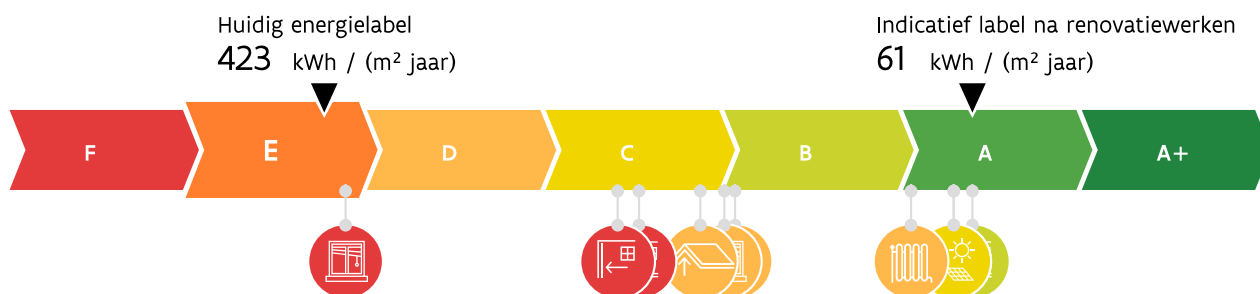 Huidig energielabel
423 kWh / (m² jaar)
Indicatief label na renovatiewerken
61 kWh / (m² jaar)
F E D C B A A+